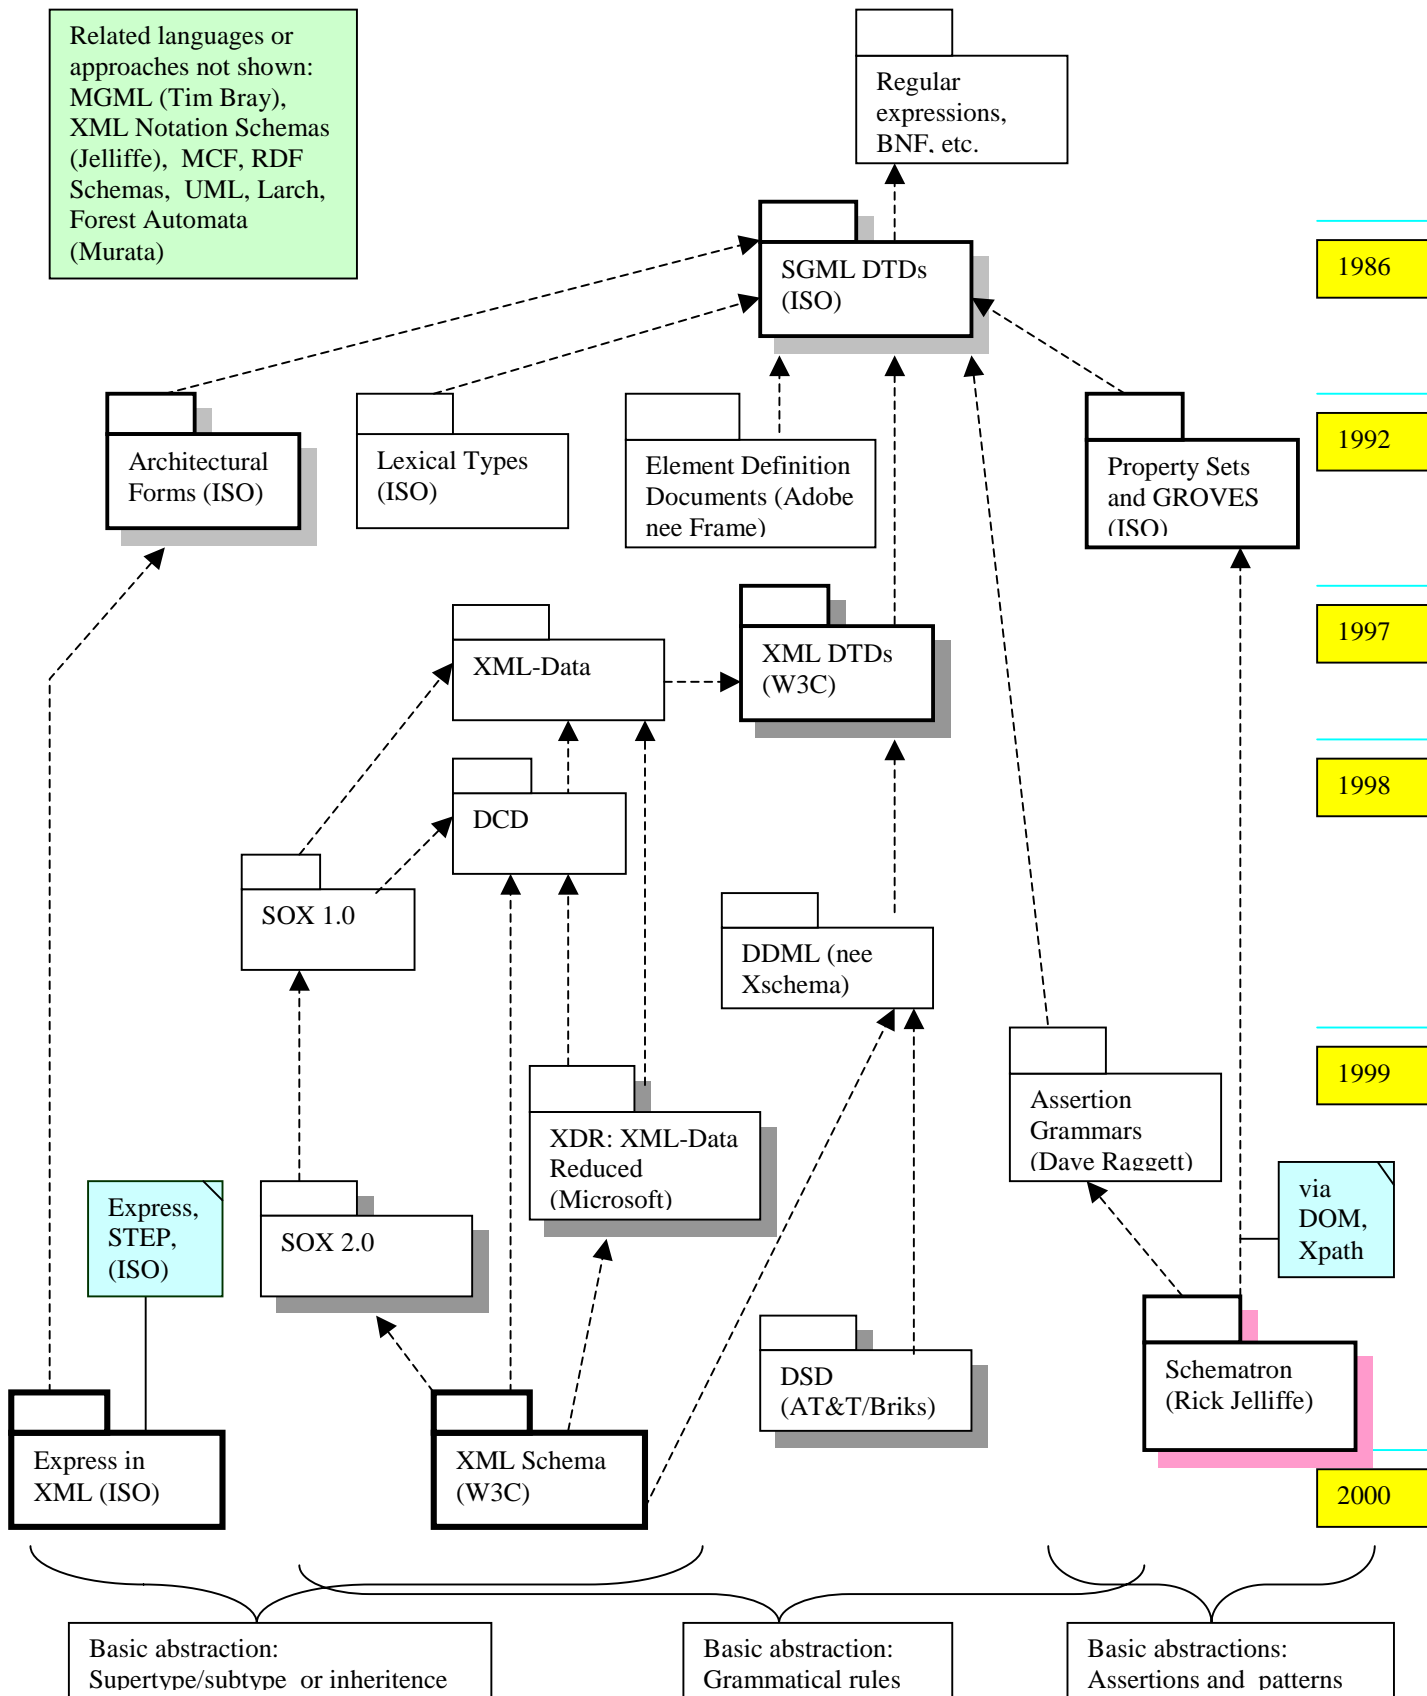 Related languages or
approaches not shown:
MGML (Tim Bray),
XML Notation Schemas
(Jelliffe), MCF, RDF
Schemas, UML, Larch,
Forest Automata
(Murata)
Regular
expressions,
BNF, etc.
SGML DTDs
(ISO)
1986
Architectural
Forms (ISO)
Lexical Types
(ISO)
Element Definition
Documents (Adobe
nee Frame)
Property Sets
and GROVES
(ISO)
1992
XML-Data
XML DTDs
(W3C)
1997
DCD
1998
SOX 1.0
DDML (nee
Xschema)
XDR: XML-Data
Reduced
(Microsoft)
Assertion
Grammars
(Dave Raggett)
1999
Express,
STEP,
(ISO)
SOX 2.0
via
DOM,
Xpath
DSD
(AT&T/Briks)
Schematron
(Rick Jelliffe)
Express in
XML (ISO)
XML Schema
(W3C)
2000
Basic abstraction:
Supertype/subtype or inheritence
Basic abstraction:
Grammatical rules
Basic abstractions:
Assertions and patterns